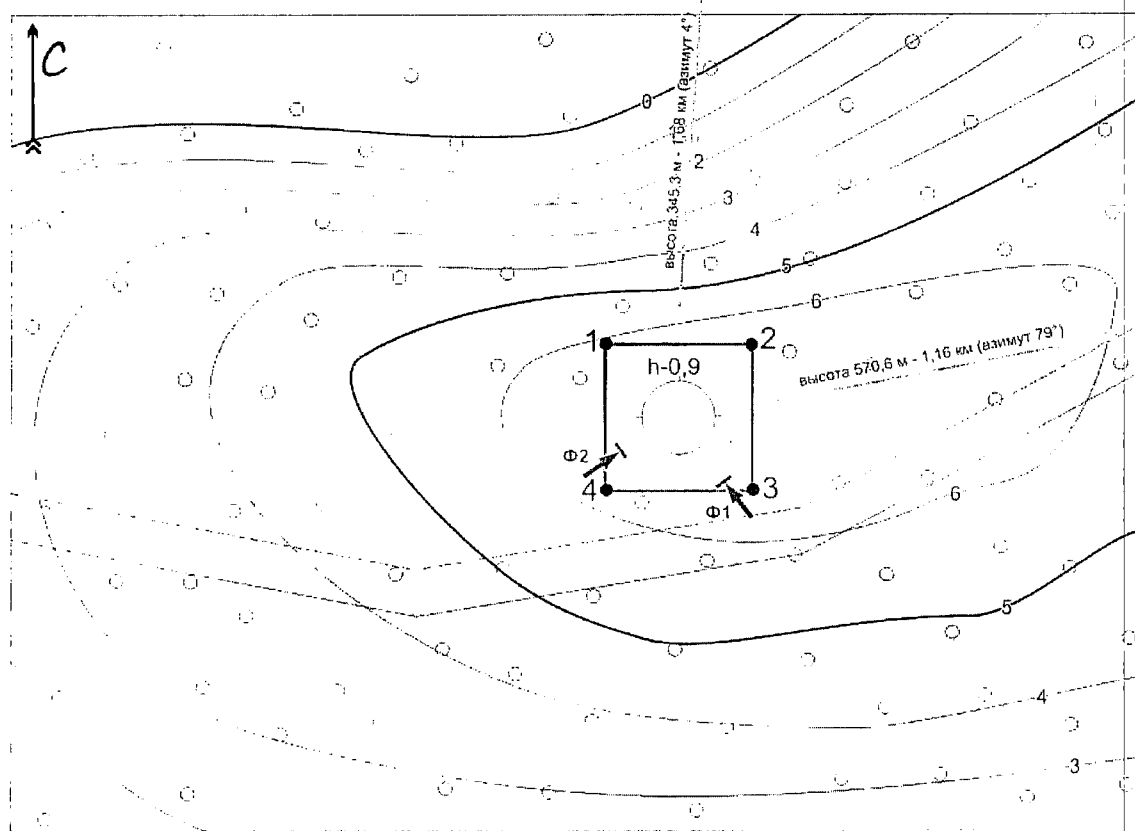 С
0
высота 345,3 м - 1,68 км (азимут 4°)
2
3
4
5
6
1
2
h-0,9
высота 570,6 м - 1,16 км (азимут 79°)
Ф2
4
3
Ф1
6
5
4
3